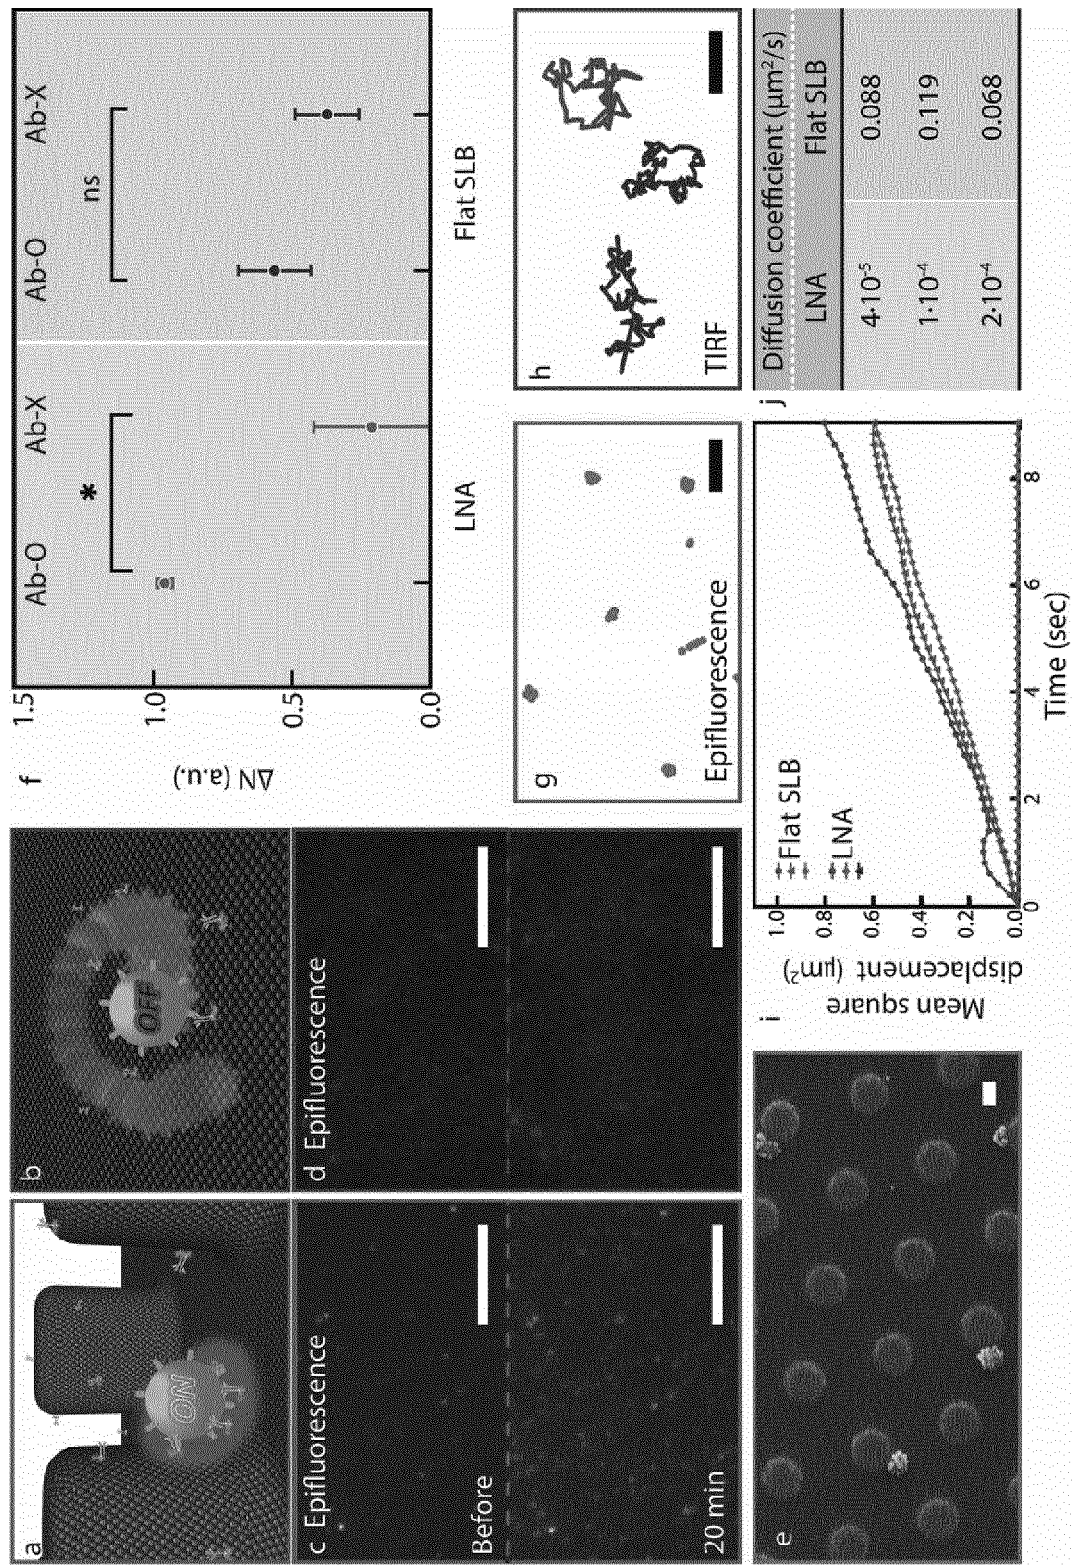 a
ON
b
OFF
c Epifluorescence
Before
20 min
d Epifluorescence
e
f
ΔN (a.u.)
1.5
1.0
0.5
0.0
Ab-O
Ab-X
Ab-O
Ab-X
*
ns
LNA
Flat SLB
g
Epifluorescence
h
TIRF
i
Mean square
displacement (μm²)
1.0
0.8
0.6
0.4
0.2
0.0
Flat SLB
LNA
0
2
4
6
8
Time (sec)
j
Diffusion coefficient (μm²/s)
LNA Flat SLB
4·10⁻⁵ 0.088
1·10⁻⁴ 0.119
2·10⁻⁴ 0.068